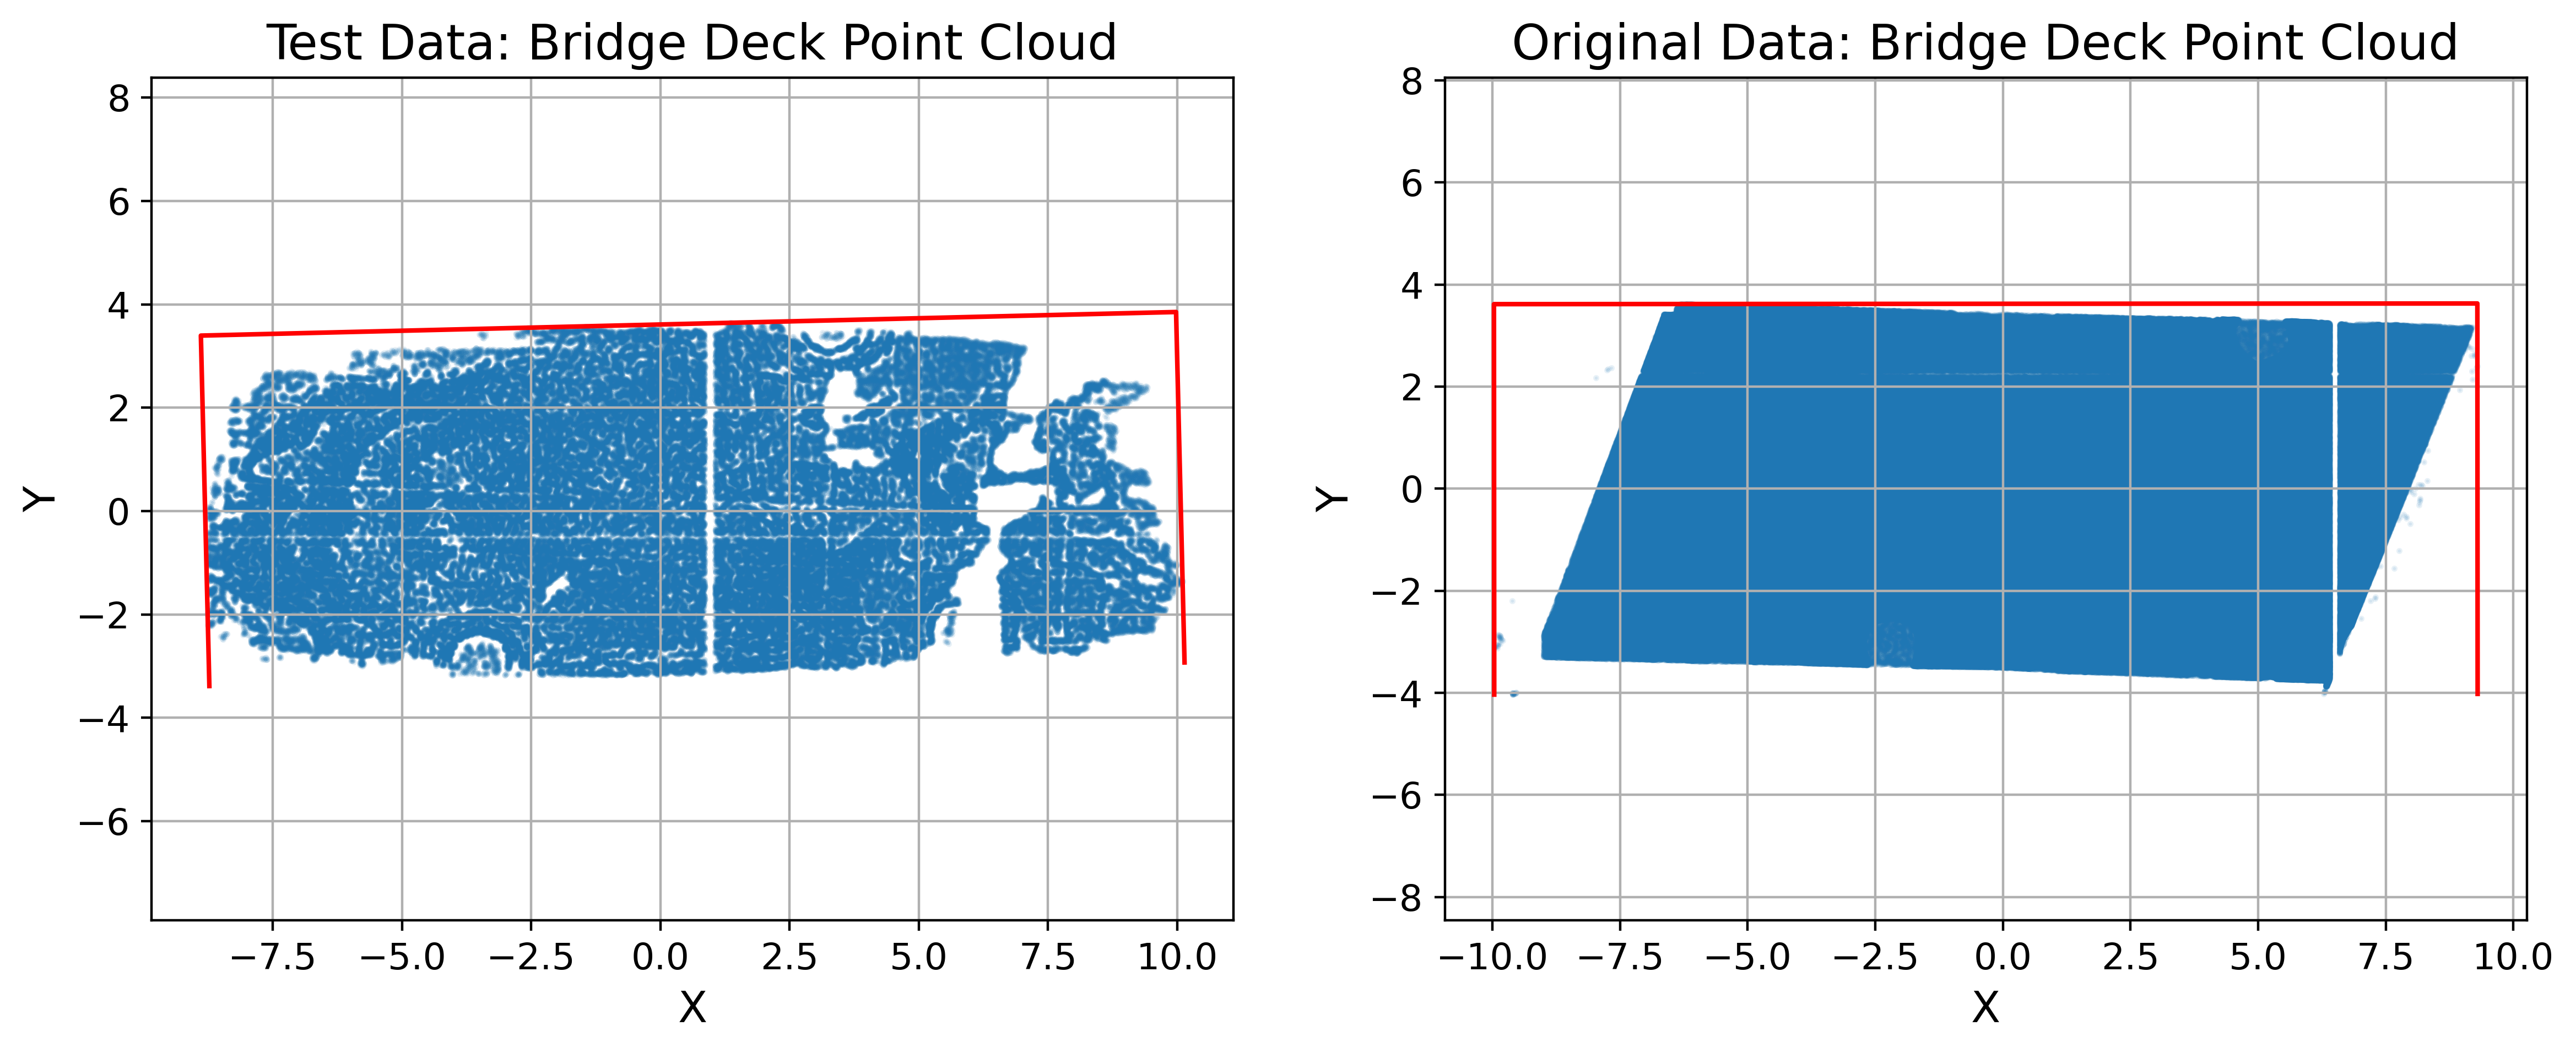 Test Data: Bridge Deck Point Cloud
8
6
4
2
0
−2
−4
−6
Y
−7.5 −5.0 −2.5 0.0 2.5 5.0 7.5 10.0
X
Original Data: Bridge Deck Point Cloud
8
6
4
2
0
−2
−4
−6
−8
Y
−10.0 −7.5 −5.0 −2.5 0.0 2.5 5.0 7.5 10.0
X